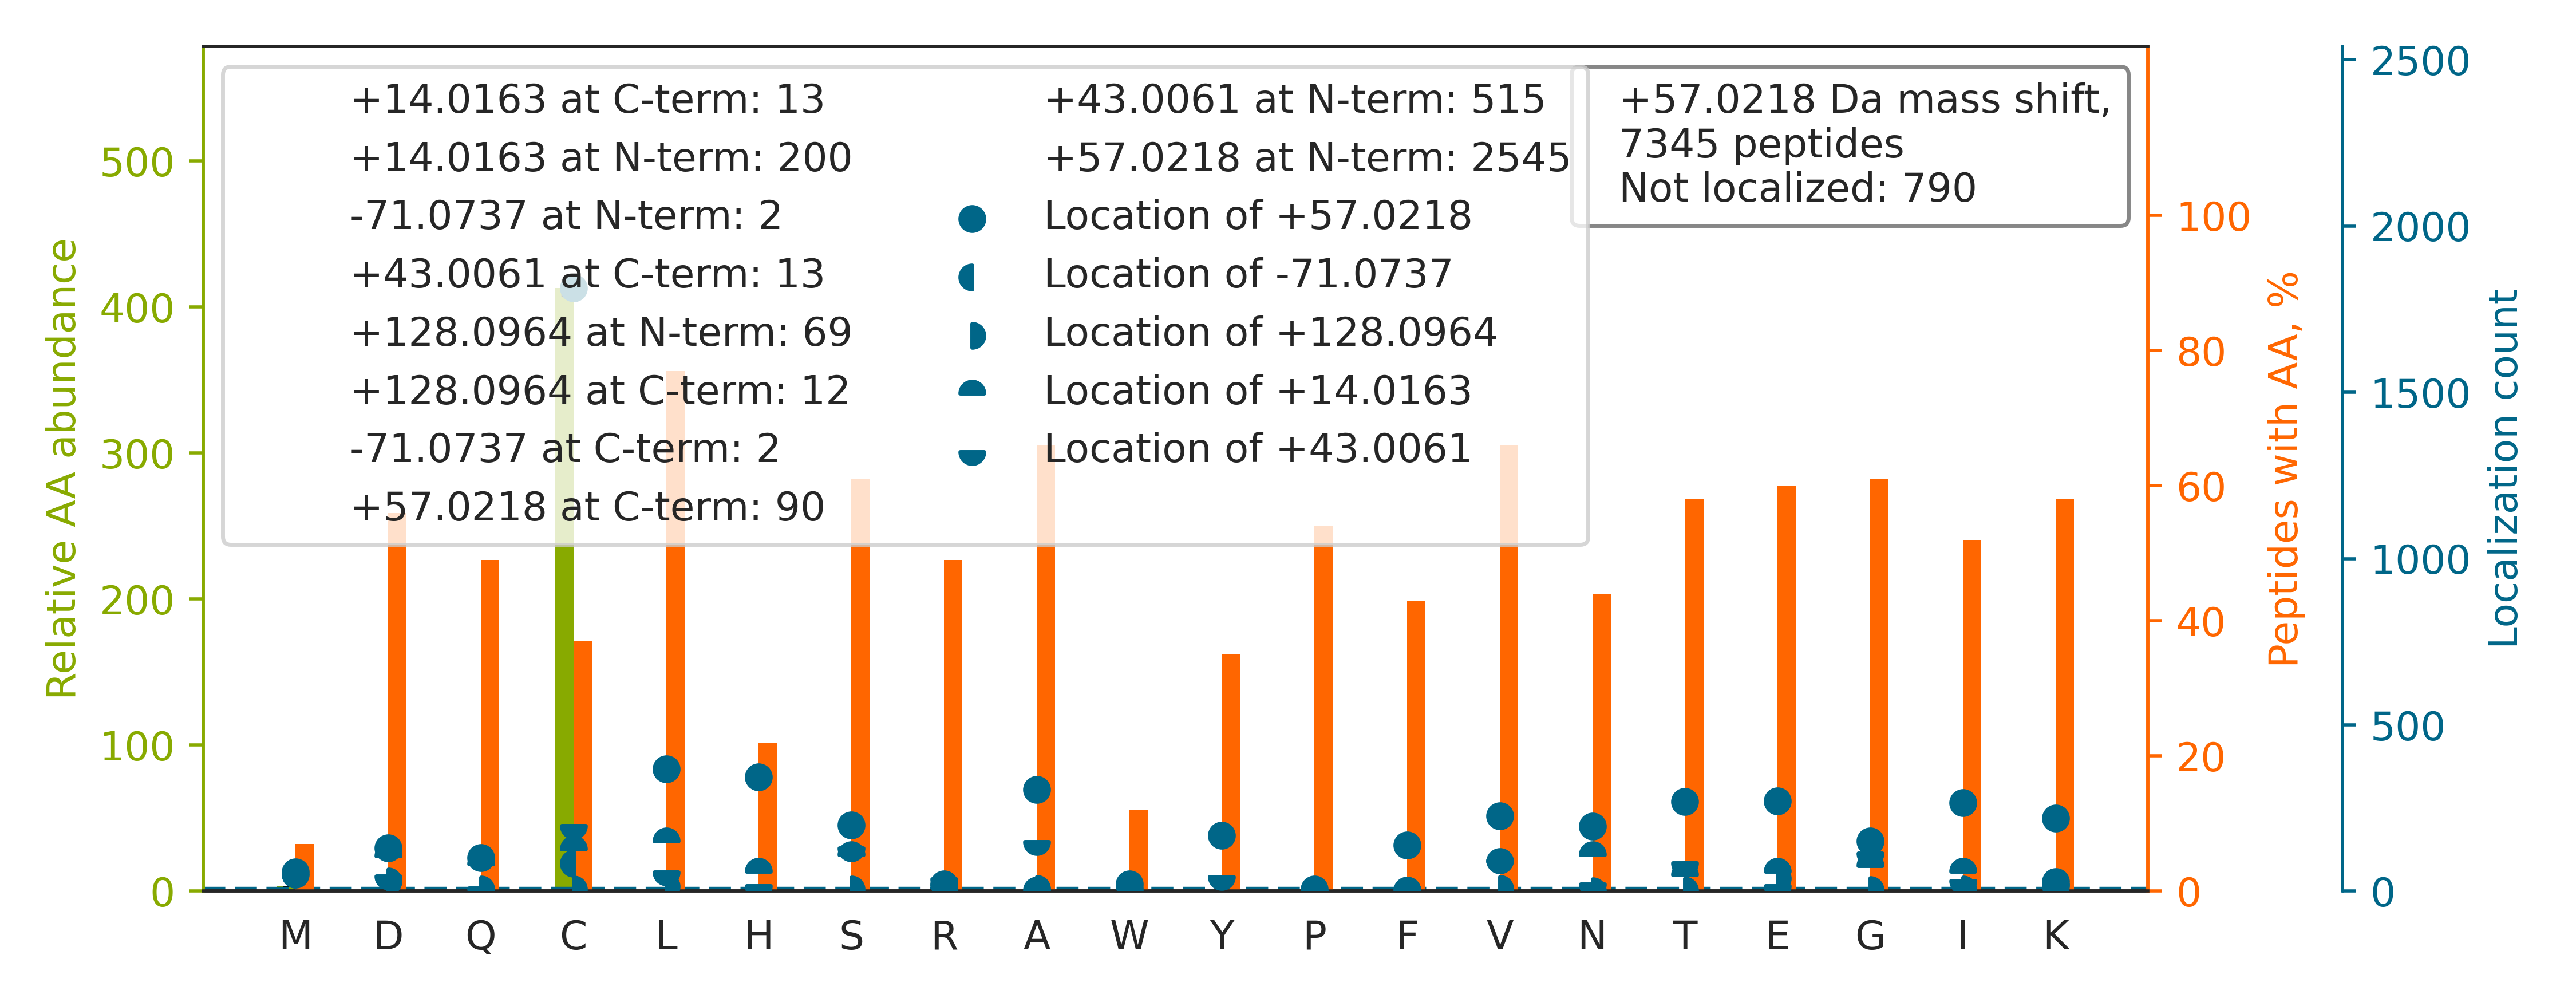 +14.0163 at C-term: 13
+14.0163 at N-term: 200
-71.0737 at N-term: 2
+43.0061 at C-term: 13
+128.0964 at N-term: 69
+128.0964 at C-term: 12
-71.0737 at C-term: 2
+57.0218 at C-term: 90
+43.0061 at N-term: 515
+57.0218 at N-term: 2545
Location of +57.0218
Location of -71.0737
Location of +128.0964
Location of +14.0163
Location of +43.0061
+57.0218 Da mass shift,
7345 peptides
Not localized: 790
Relative AA abundance
500
400
300
200
100
0
Peptides with AA, %
100
80
60
40
20
0
Localization count
2500
2000
1500
1000
500
0
M D Q C L H S R A W Y P F V N T E G I K